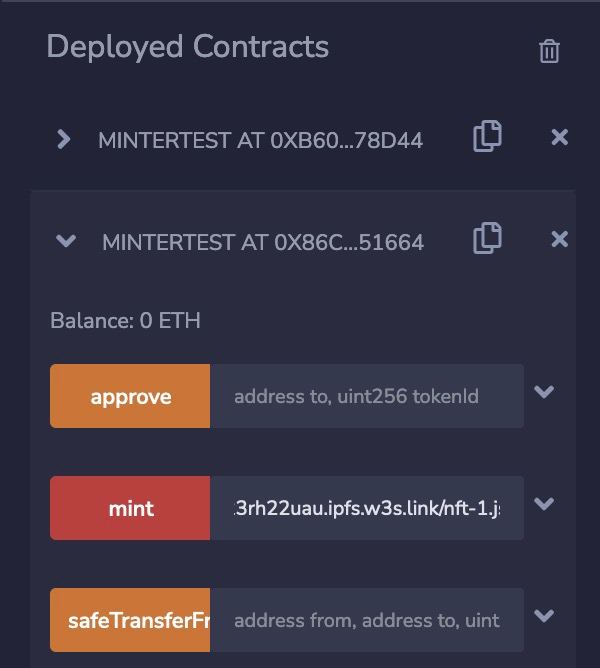 Deployed Contracts
MINTERTEST AT 0XB60...78D44
MINTERTEST AT 0X86C...51664
Balance: 0 ETH
approve address to, uint256 tokenId
mint 3rh22uau.ipfs.w3s.link/nft-1.j
safeTransferFr address from, address to, uint